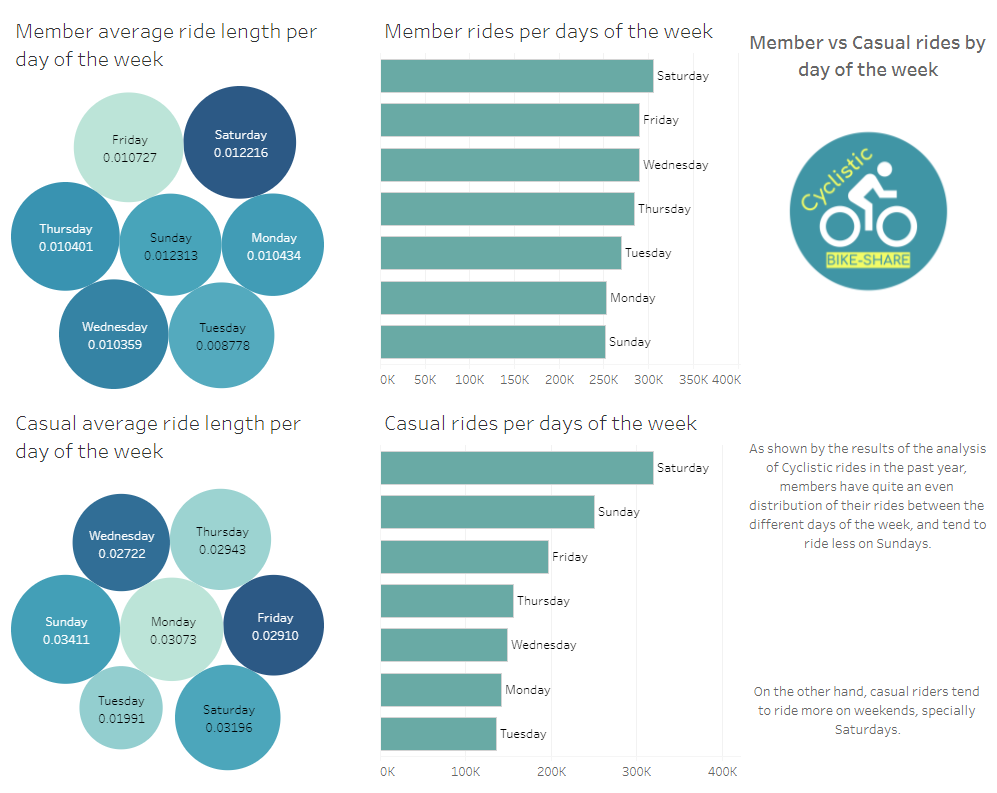 Member average ride length per
day of the week
Friday
0.010727
Saturday
0.012216
Thursday
0.010401
Sunday
0.012313
Monday
0.010434
Wednesday
0.010359
Tuesday
0.008778
Member rides per days of the week
Saturday
Friday
Wednesday
Thursday
Tuesday
Monday
Sunday
0K 50K 100K 150K 200K 250K 300K 350K 400K
Member vs Casual rides by
day of the week
Cyclistic
BIKE-SHARE
Casual average ride length per
day of the week
Wednesday
0.02722
Thursday
0.02943
Sunday
0.03411
Monday
0.03073
Friday
0.02910
Tuesday
0.01991
Saturday
0.03196
Casual rides per days of the week
Saturday
Sunday
Friday
Thursday
Wednesday
Monday
Tuesday
0K 100K 200K 300K 400K
As shown by the results of the analysis
of Cyclistic rides in the past year,
members have quite an even
distribution of their rides between the
different days of the week, and tend to
ride less on Sundays.
On the other hand, casual riders tend
to ride more on weekends, specially
Saturdays.